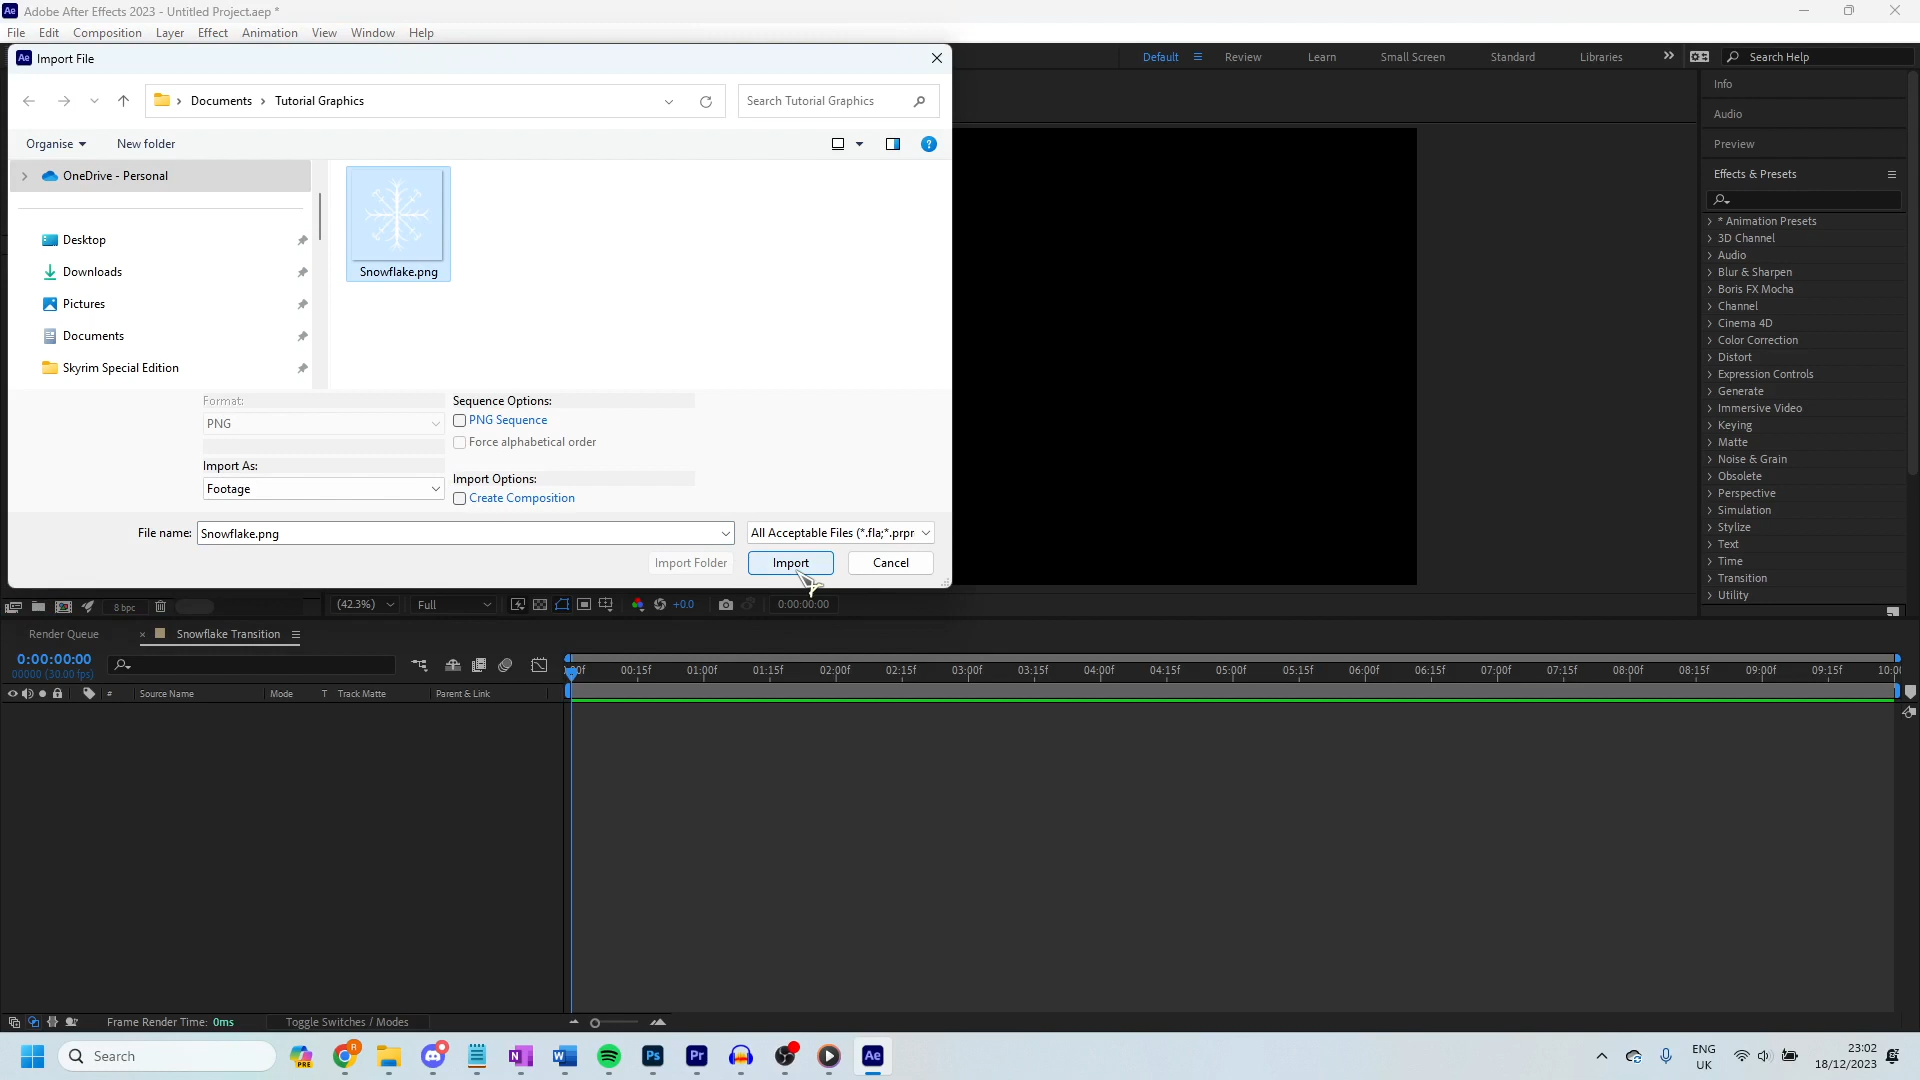 Ae Adobe After Effects 2023 - Untitled Project.aep *
File Edit Composition Layer Effect Animation View Window Help
Ae Import File
Default Review Learn Small Screen Standard Libraries Search Help
Documents Tutorial Graphics
Search Tutorial Graphics
Organise New folder
OneDrive - Personal
Desktop
Downloads
Pictures
Documents
Skyrim Special Edition
Snowflake.png
Format:
PNG
Import As:
Footage
Sequence Options:
PNG Sequence
Force alphabetical order
Import Options:
Create Composition
File name: Snowflake.png All Acceptable Files (*.fla;*.prpr
Import Folder Import Cancel
Info
Audio
Preview
Effects & Presets
* Animation Presets
3D Channel
Audio
Blur & Sharpen
Boris FX Mocha
Channel
Cinema 4D
Color Correction
Distort
Expression Controls
Generate
Immersive Video
Keying
Matte
Noise & Grain
Obsolete
Perspective
Simulation
Stylize
Text
Time
Transition
Utility
8 bpc (42.3%) Full +0.0 0:00:00:00
Render Queue × Snowflake Transition
0:00:00:00
00000 (30.00 fps)
# Source Name Mode T Track Matte Parent & Link
00:15f 01:00f 01:15f 02:00f 02:15f 03:00f 03:15f 04:00f 04:15f 05:00f 05:15f 06:00f 06:15f 07:00f 07:15f 08:00f 08:15f 09:00f 09:15f 10:00
Frame Render Time: 0ms Toggle Switches / Modes
Search
PRE
R
N
W
Ps
Pr
Ae
ENG
UK
23:02
18/12/2023